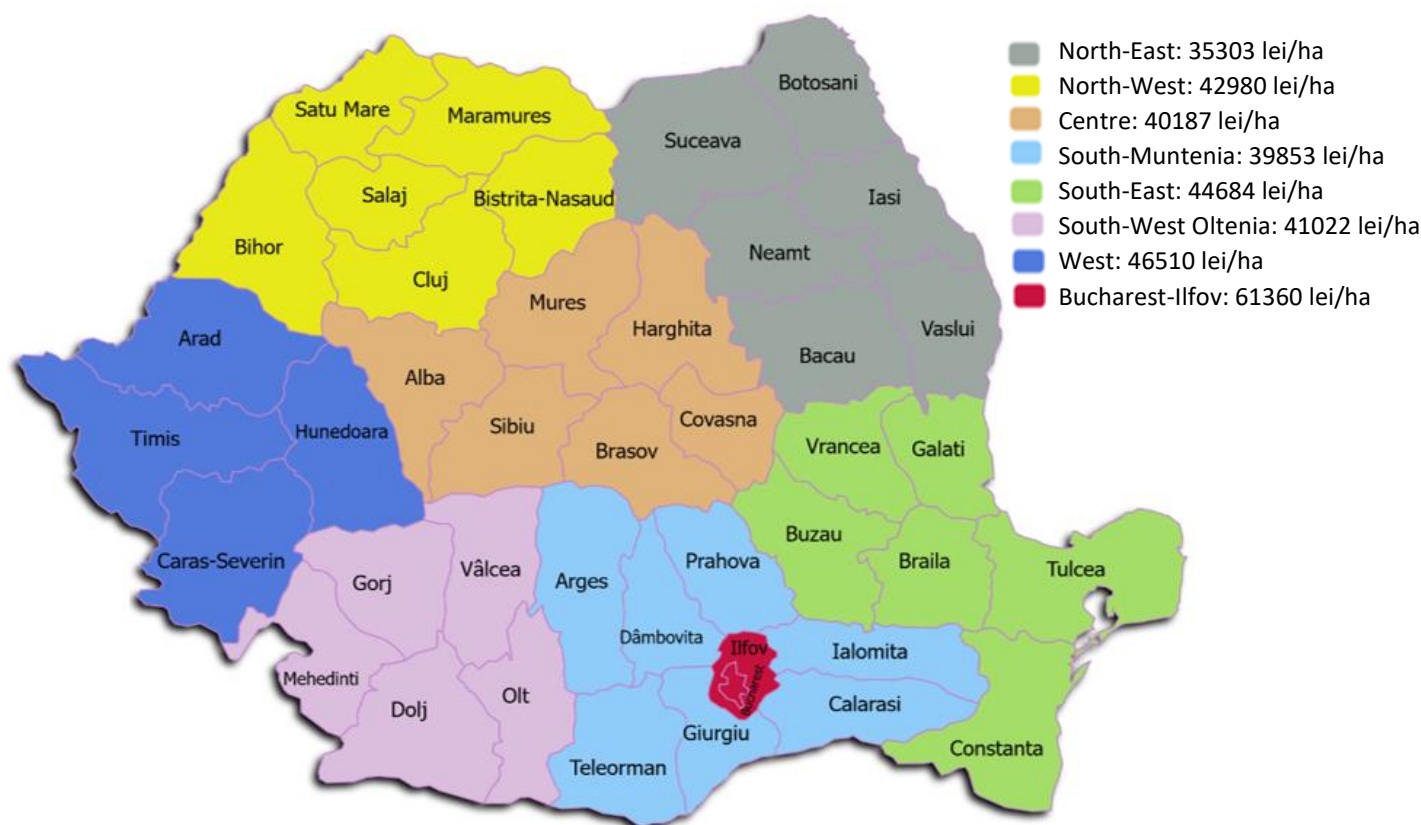 North-East: 35303 lei/ha
North-West: 42980 lei/ha
Centre: 40187 lei/ha
South-Muntenia: 39853 lei/ha
South-East: 44684 lei/ha
South-West Oltenia: 41022 lei/ha
West: 46510 lei/ha
Bucharest-Ilfov: 61360 lei/ha
Botosani
Satu Mare
Maramures
Suceava
Salaj
Bistrita-Nasaud
Iasi
Bihor
Neamt
Cluj
Mures
Harghita
Vaslui
Arad
Bacau
Alba
Covasna
Sibiu
Hunedoara
Timis
Brasov
Vrancea
Galati
Buzau
Caras-Severin
Prahova
Braila
Tulcea
Vâlcea
Gorj
Arges
Dâmbovita
Ilfov
Bucharest
Ialomita
Mehedinti
Olt
Dolj
Calarasi
Giurgiu
Constanta
Teleorman